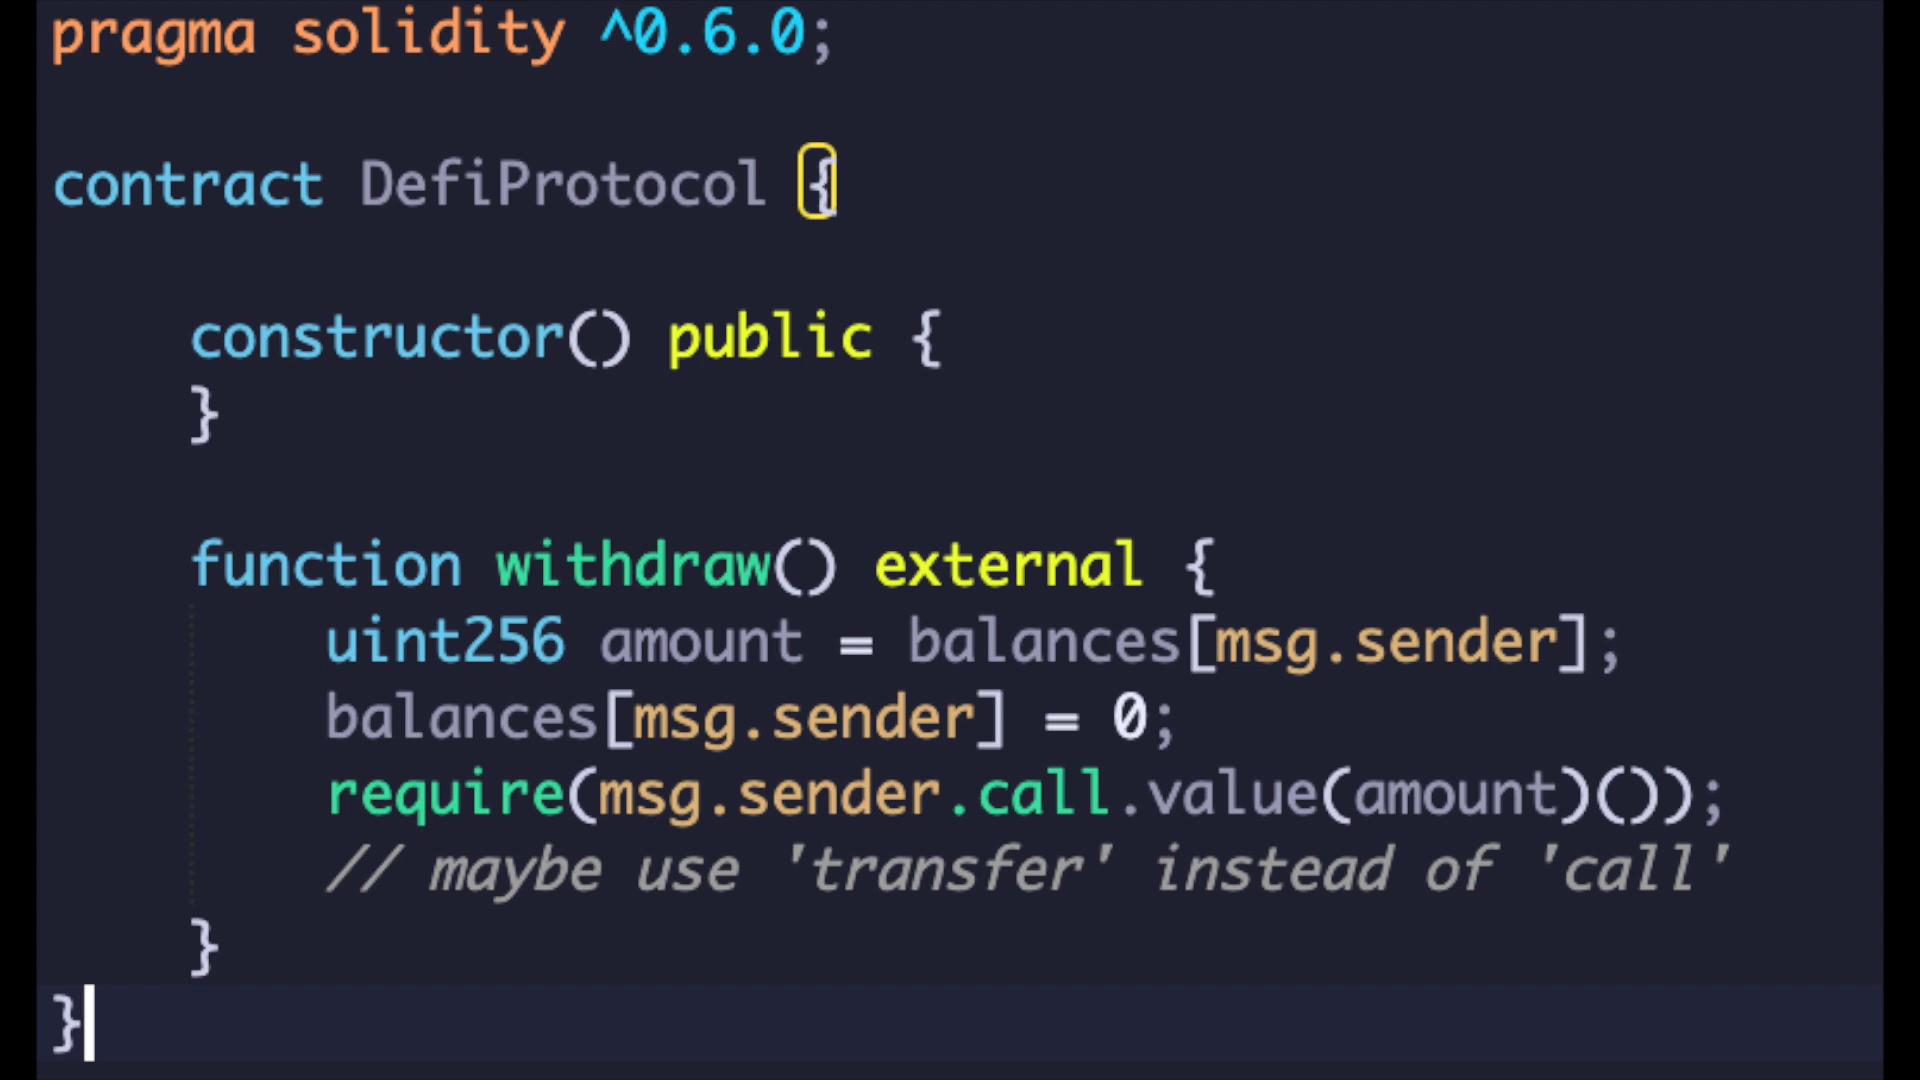 pragma solidity ^0.6.0;
contract DefiProtocol {
constructor() public {
}
function withdraw() external {
uint256 amount = balances[msg.sender];
balances[msg.sender] = 0;
require(msg.sender.call.value(amount)());
// maybe use 'transfer' instead of 'call'
}
}